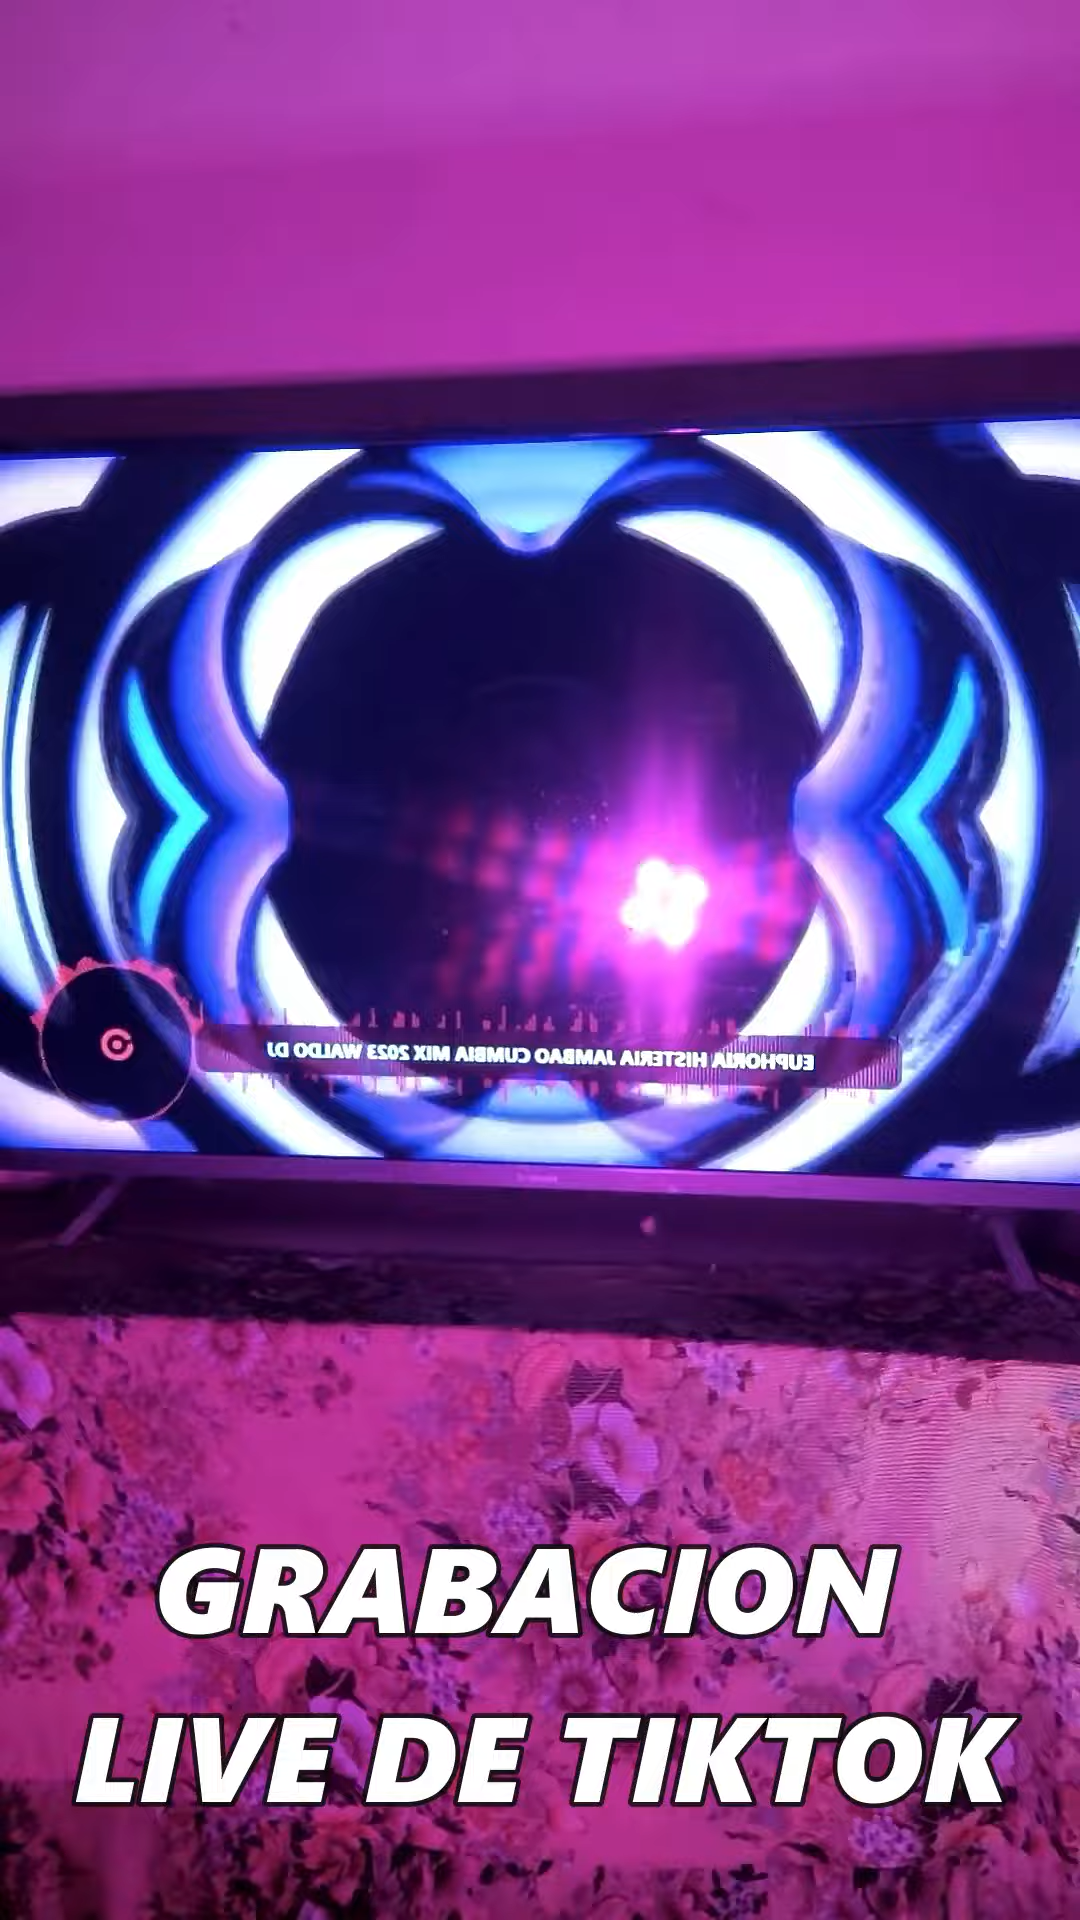 EUPHORIA HISTERIA JAMBAO CUMBIA MIX 2023 WALDO DJ
GRABACION
LIVE DE TIKTOK